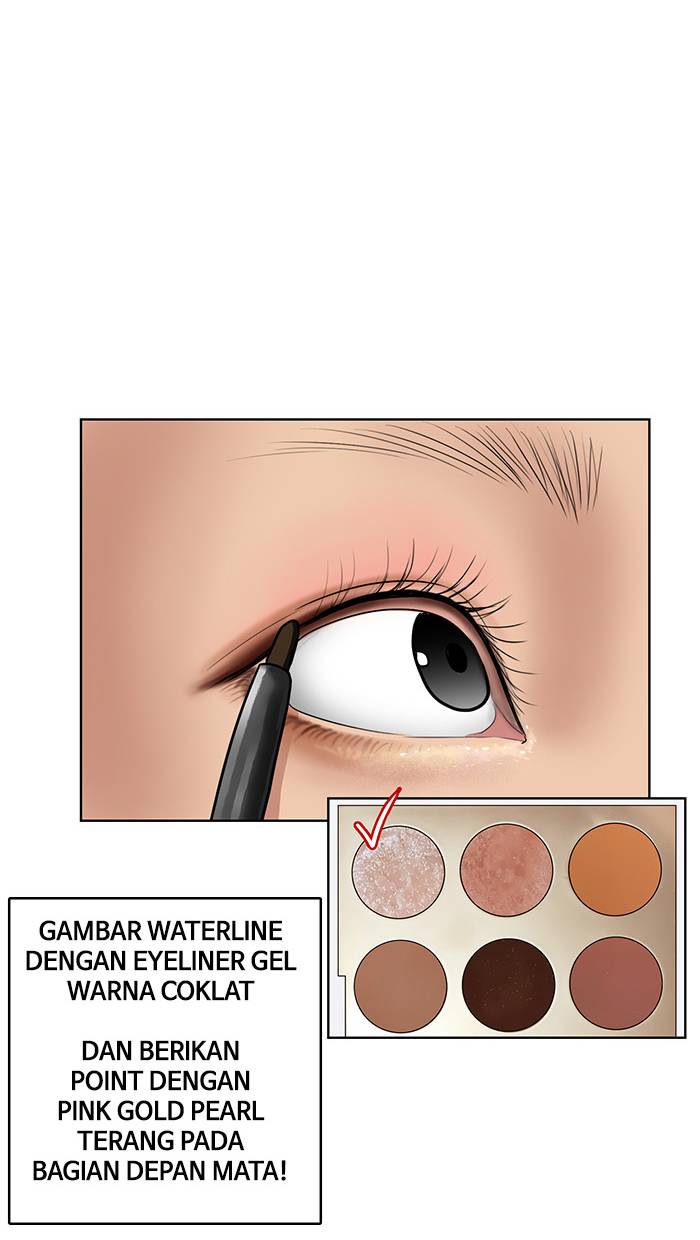 GAMBAR WATERLINE
DENGAN EYELINER GEL
WARNA COKLAT
DAN BERIKAN
POINT DENGAN
PINK GOLD PEARL
TERANG PADA
BAGIAN DEPAN MATA!